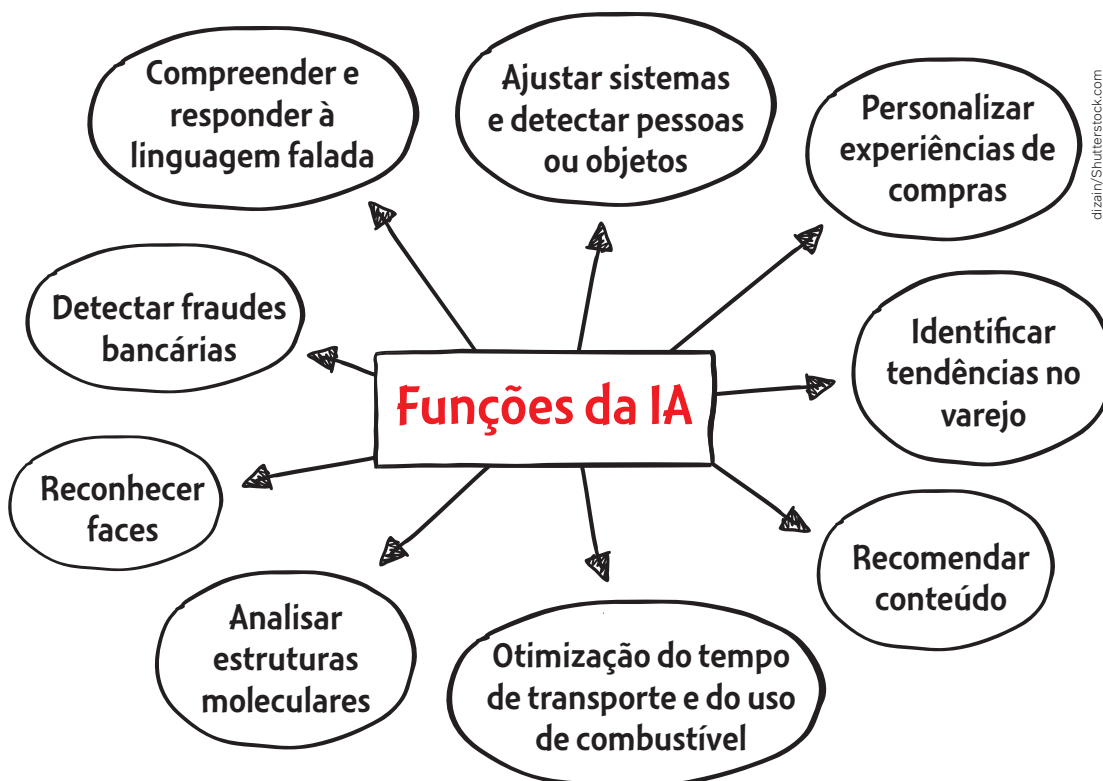 Compreender e
responder à
linguagem falada
Ajustar sistemas
e detectar pessoas
ou objetos
Personalizar
experiências de
compras
dizain/Shutterstock.com
Detectar fraudes
bancárias
Funções da IA
Identificar
tendências no
varejo
Reconhecer
faces
Recomendar
conteúdo
Analisar
estruturas
moleculares
Otimização do tempo
de transporte e do uso
de combustível